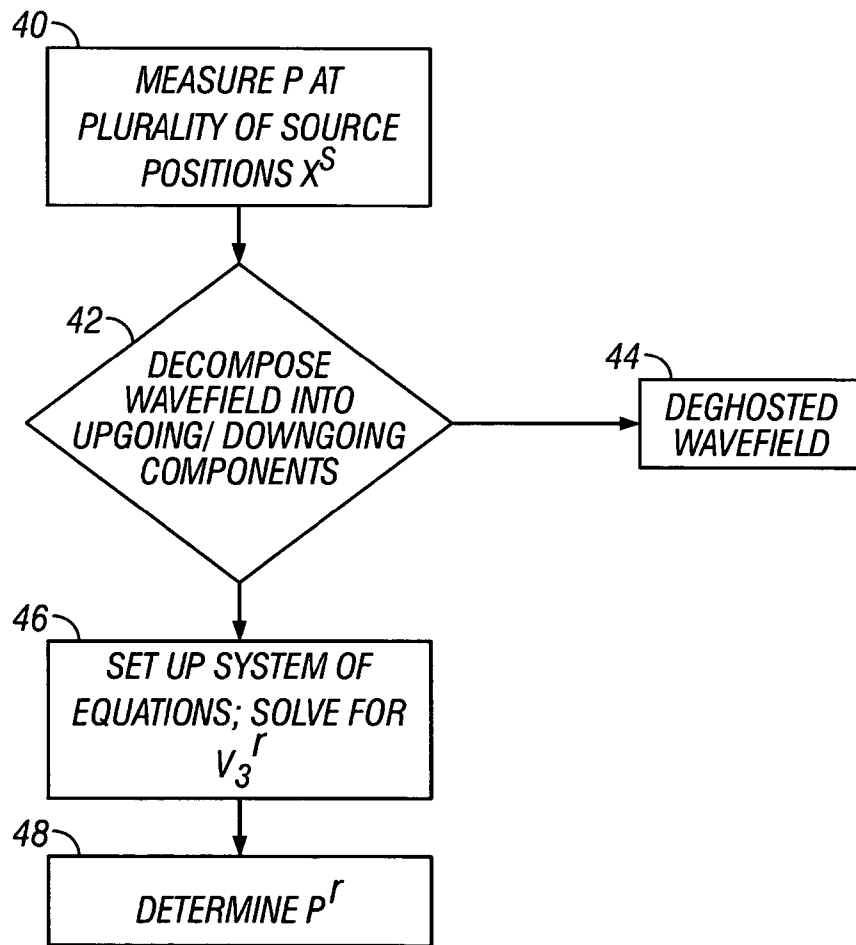 40
MEASURE P AT
PLURALITY OF SOURCE
POSITIONS X^S
42
DECOMPOSE
WAVEFIELD INTO
UPGOING/ DOWNGOING
COMPONENTS
44
DEGHOSTED
WAVEFIELD
46
SET UP SYSTEM OF
EQUATIONS; SOLVE FOR
V_3^r
48
DETERMINE P^r